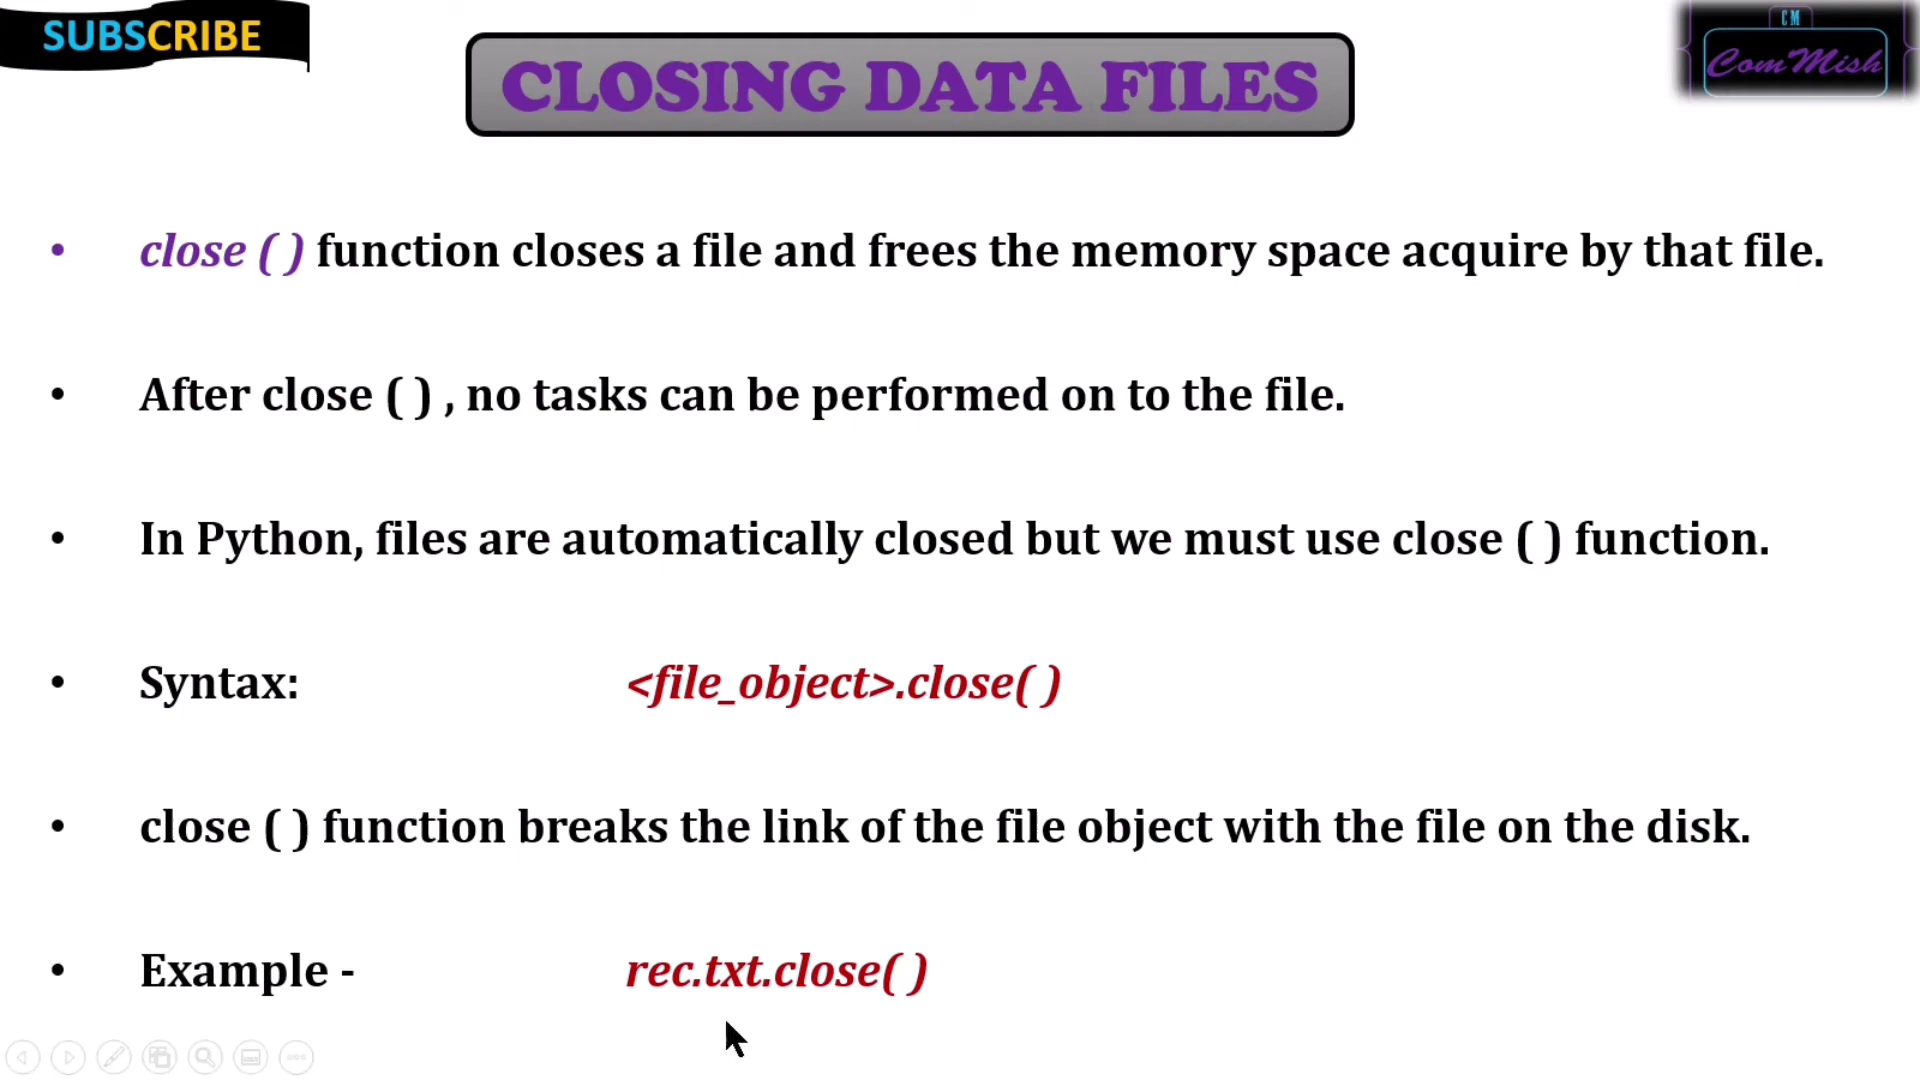 SUBSCRIBE
CM
ComMish
CLOSING DATA FILES
• close ( ) function closes a file and frees the memory space acquire by that file.
• After close ( ) , no tasks can be performed on to the file.
• In Python, files are automatically closed but we must use close ( ) function.
• Syntax: <file_object>.close( )
• close ( ) function breaks the link of the file object with the file on the disk.
• Example - rec.txt.close( )